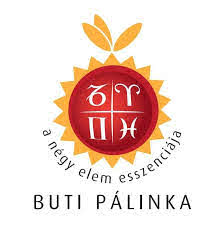 a négy elem esszenciája
BUTI PÁLINKA